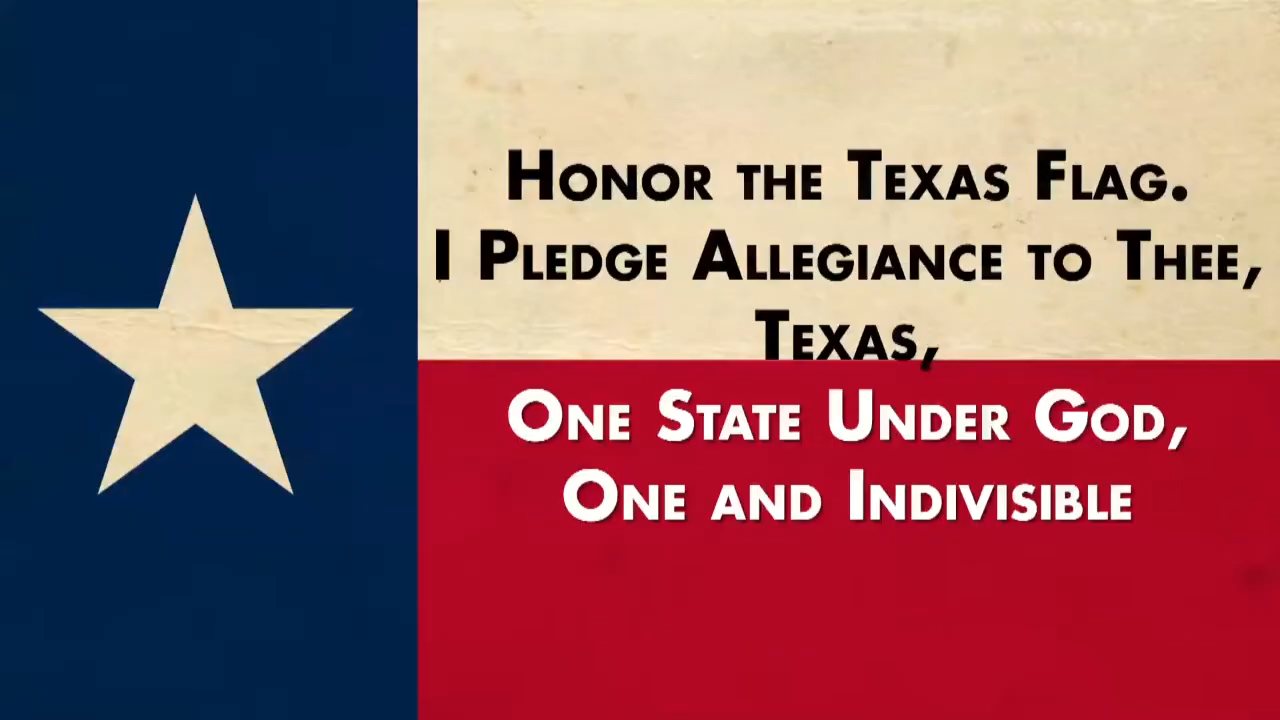 Honor the Texas Flag.
I Pledge Allegiance to Thee,
Texas,
One State Under God,
One and Indivisible